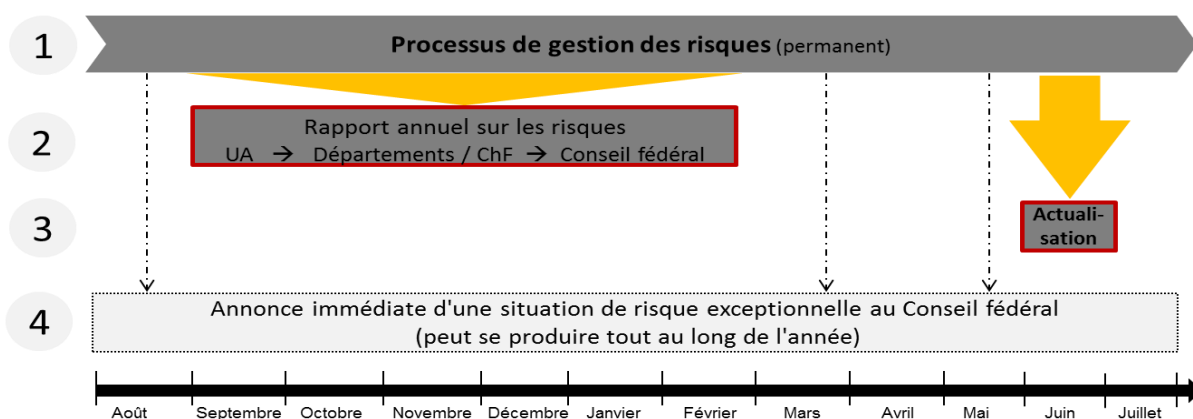 1
Processus de gestion des risques (permanent)
2
Rapport annuel sur les risques
UA → Départements / ChF → Conseil fédéral
3
Actuali-
sation
4
Annonce immédiate d'une situation de risque exceptionnelle au Conseil fédéral
(peut se produire tout au long de l'année)
Août Septembre Octobre Novembre Décembre Janvier Février Mars Avril Mai Juin Juillet